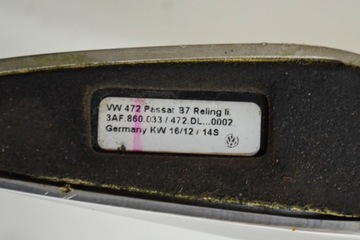 VW 472 Passat B7 Reling li.
3AF.860.033 / 472.DL...0002
Germany KW 16/12 / 14S